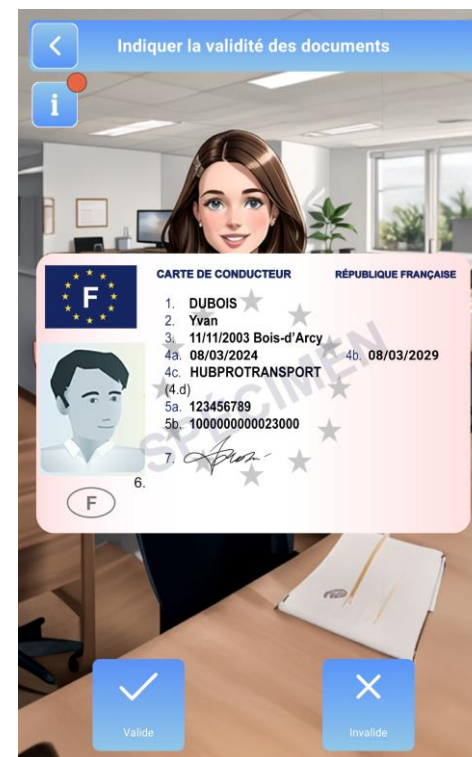 Indiquer la validité des documents
i
CARTE DE CONDUCTEUR RÉPUBLIQUE FRANÇAISE
F
1. DUBOIS
2. Yvan
3. 11/11/2003 Bois-d'Arcy
4a. 08/03/2024 4b. 08/03/2029
4c. HUBPROTRANSPORT
(4.d)
5a. 123456789
5b. 1000000000023000
7.
6.
SPÉCIMEN
F
Valide Invalide